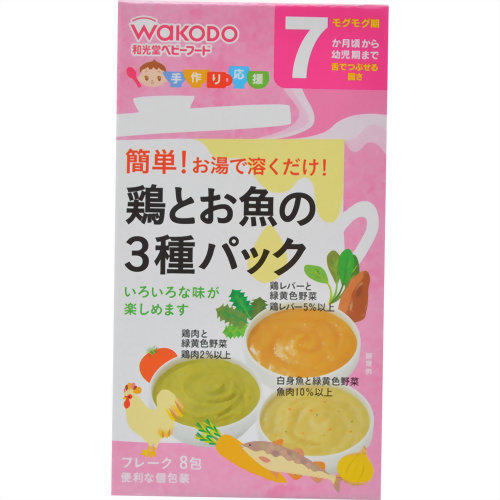 WAKODO
和光堂ベビーフード
手作り応援
7
モグモグ期
か月頃から
幼児期まで
舌でつぶせる
固さ
簡単!お湯で溶くだけ!
鶏とお魚の
3種パック
いろいろな味が
楽しめます
鶏レバーと
緑黄色野菜
鶏レバー5%以上
鶏肉と
緑黄色野菜
鶏肉2%以上
調理例
白身魚と緑黄色野菜
魚肉10%以上
フレーク 8包
便利な個包装